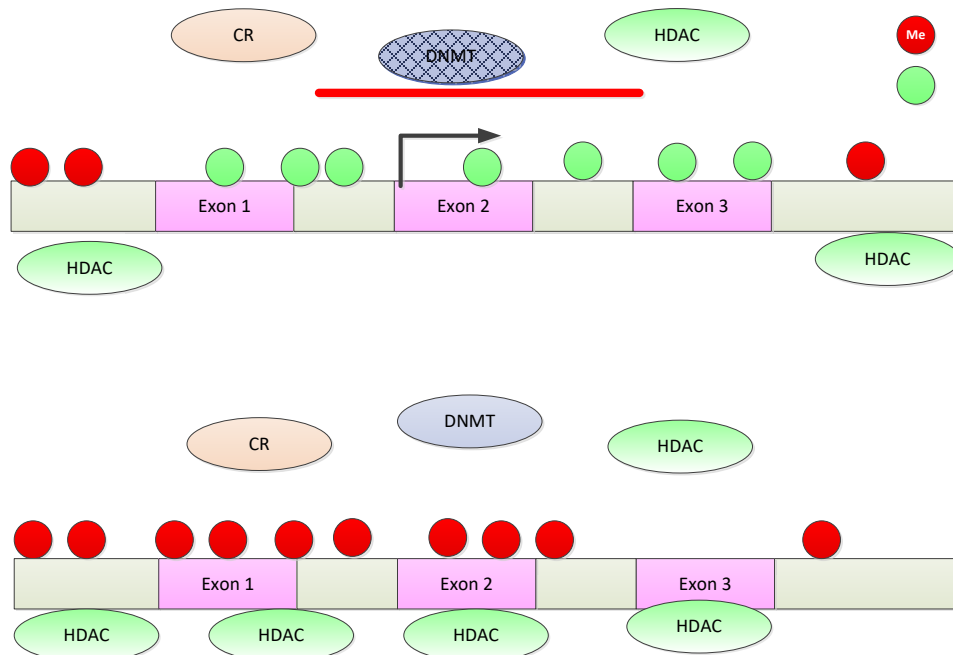 CR
DNMT
HDAC
Me
Exon 1
Exon 2
Exon 3
HDAC
HDAC
CR
DNMT
HDAC
Exon 1
Exon 2
Exon 3
HDAC
HDAC
HDAC
HDAC